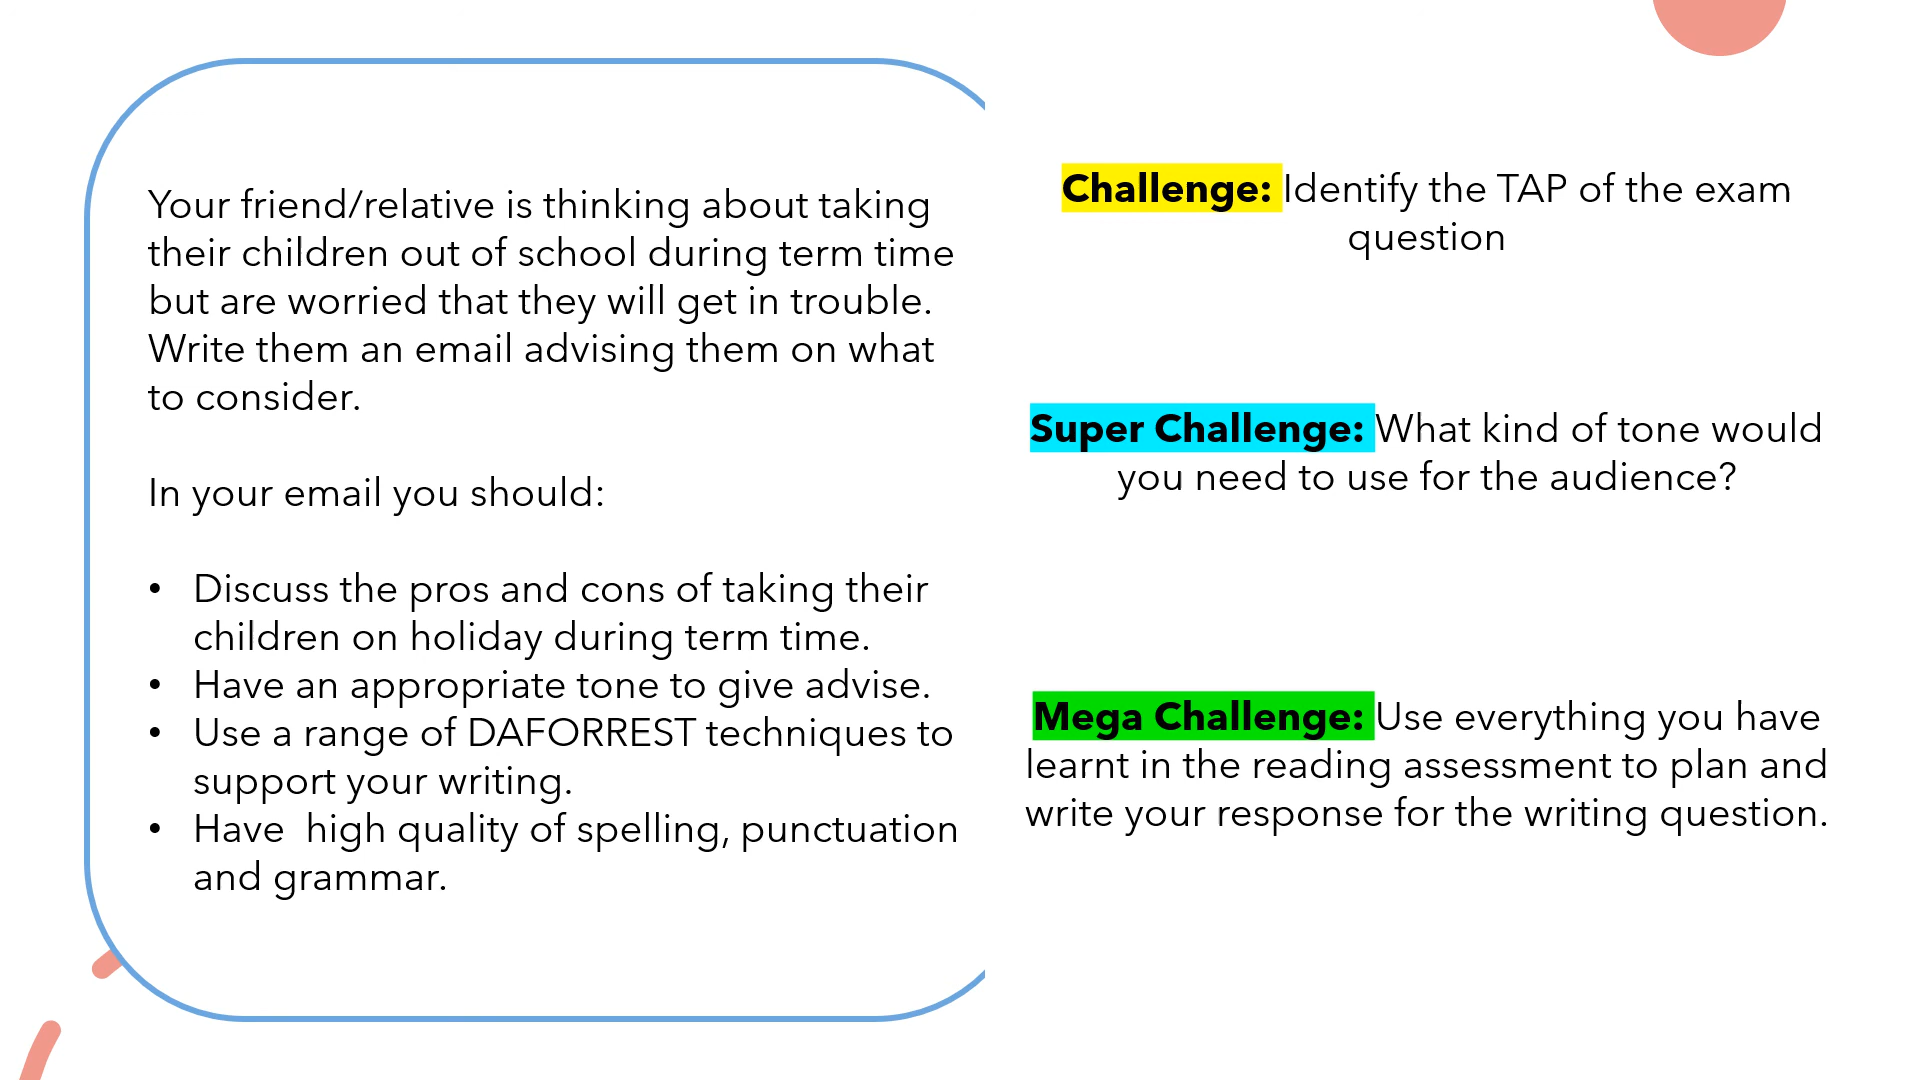 Your friend/relative is thinking about taking
their children out of school during term time
but are worried that they will get in trouble.
Write them an email advising them on what
to consider.
In your email you should:
• Discuss the pros and cons of taking their
children on holiday during term time.
• Have an appropriate tone to give advise.
• Use a range of DAFORREST techniques to
support your writing.
• Have  high quality of spelling, punctuation
and grammar.
Challenge: Identify the TAP of the exam
question
Super Challenge: What kind of tone would
you need to use for the audience?
Mega Challenge: Use everything you have
learnt in the reading assessment to plan and
write your response for the writing question.